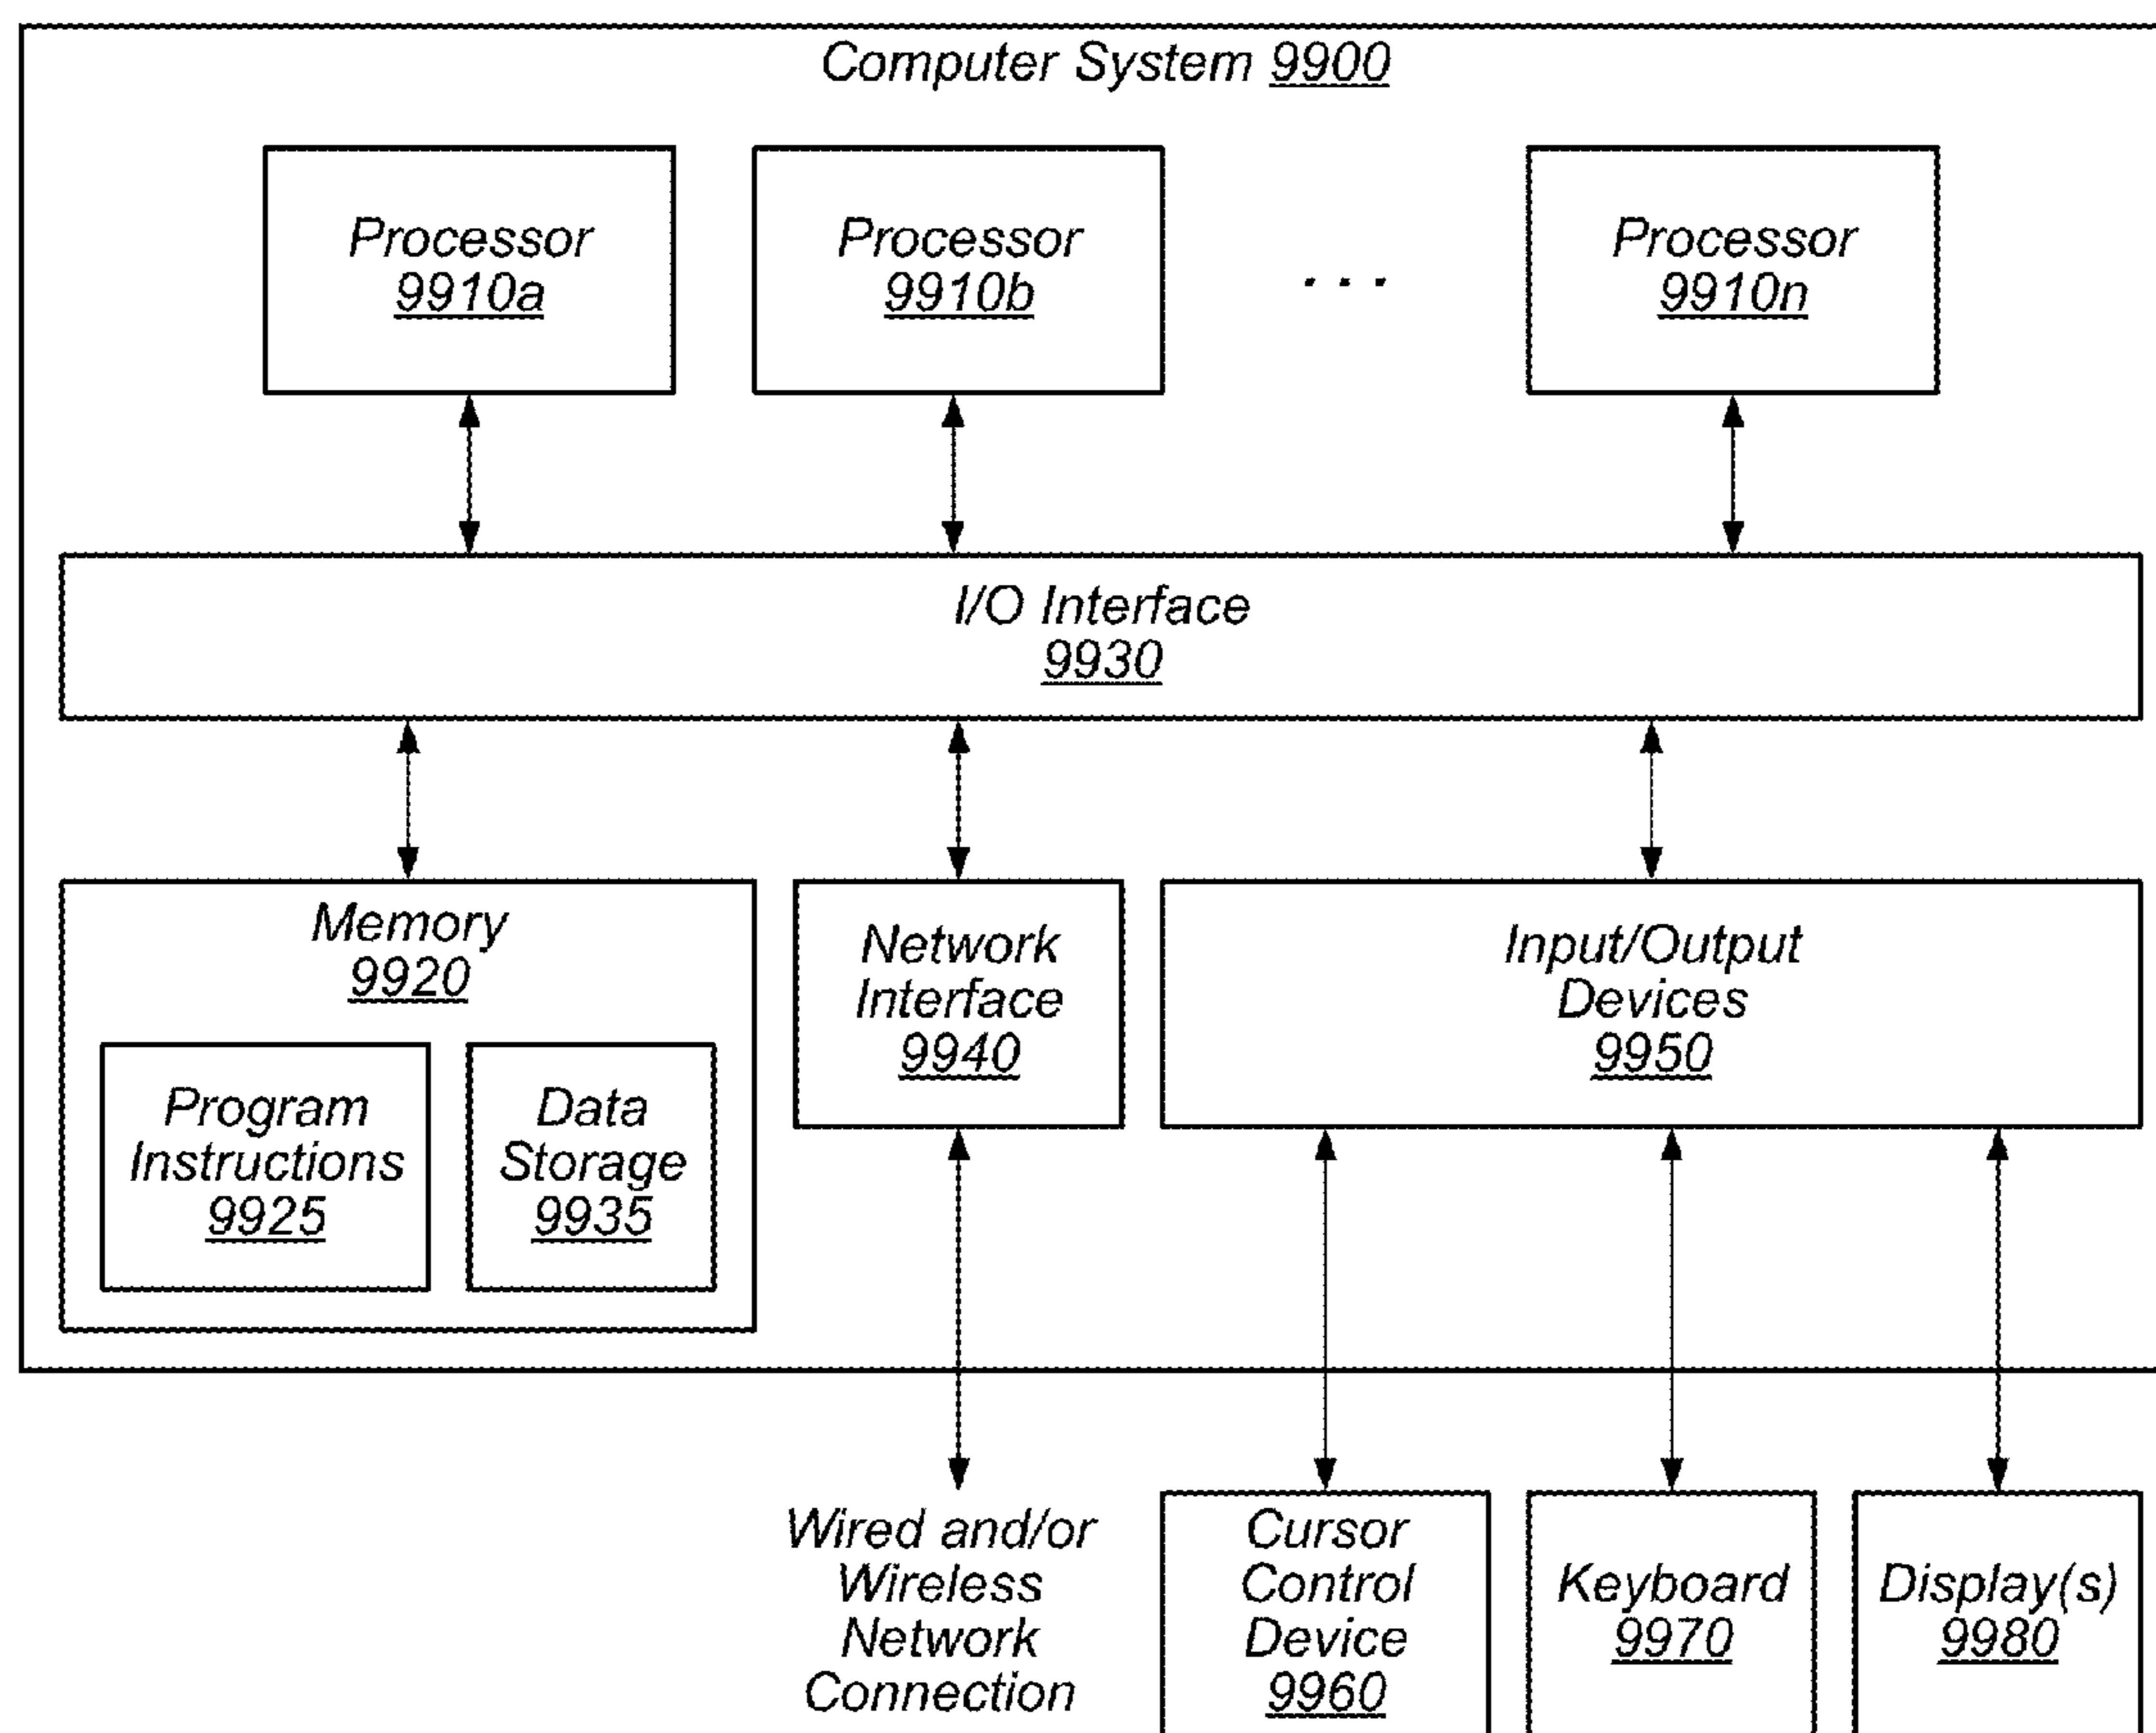 Computer System 9900
Processor
9910a
Processor
9910b
. . .
Processor
9910n
I/O Interface
9930
Memory
9920
Program
Instructions
9925
Data
Storage
9935
Network
Interface
9940
Input/Output
Devices
9950
Wired and/or
Wireless
Network
Connection
Cursor
Control
Device
9960
Keyboard
9970
Display(s)
9980